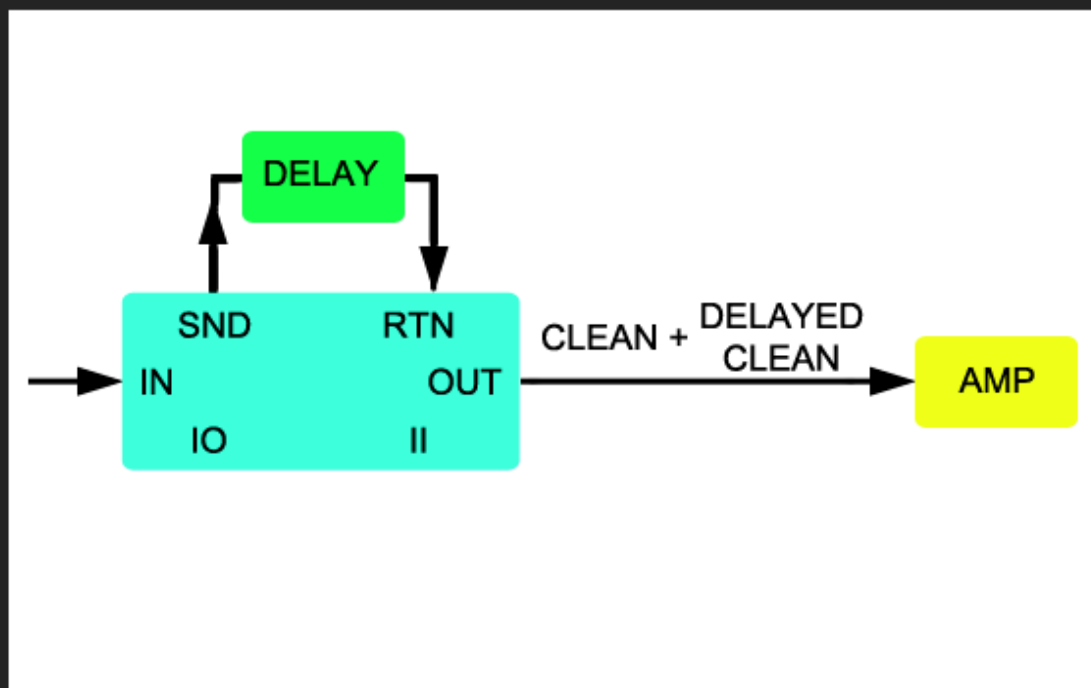 DELAY
SND
RTN
CLEAN +
DELAYED
CLEAN
IN
OUT
AMP
IO
II